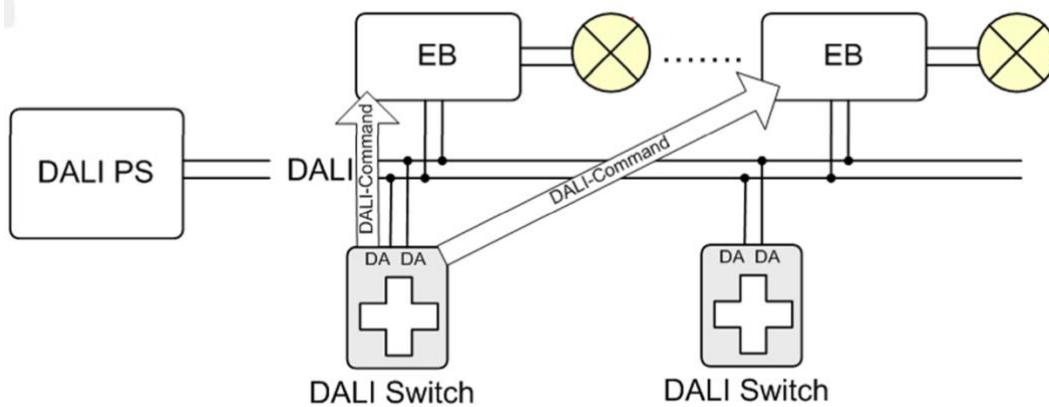 EB
EB
DALI PS
DALI
DALI-Command
DALI-Command
DA DA
DA DA
DALI Switch
DALI Switch